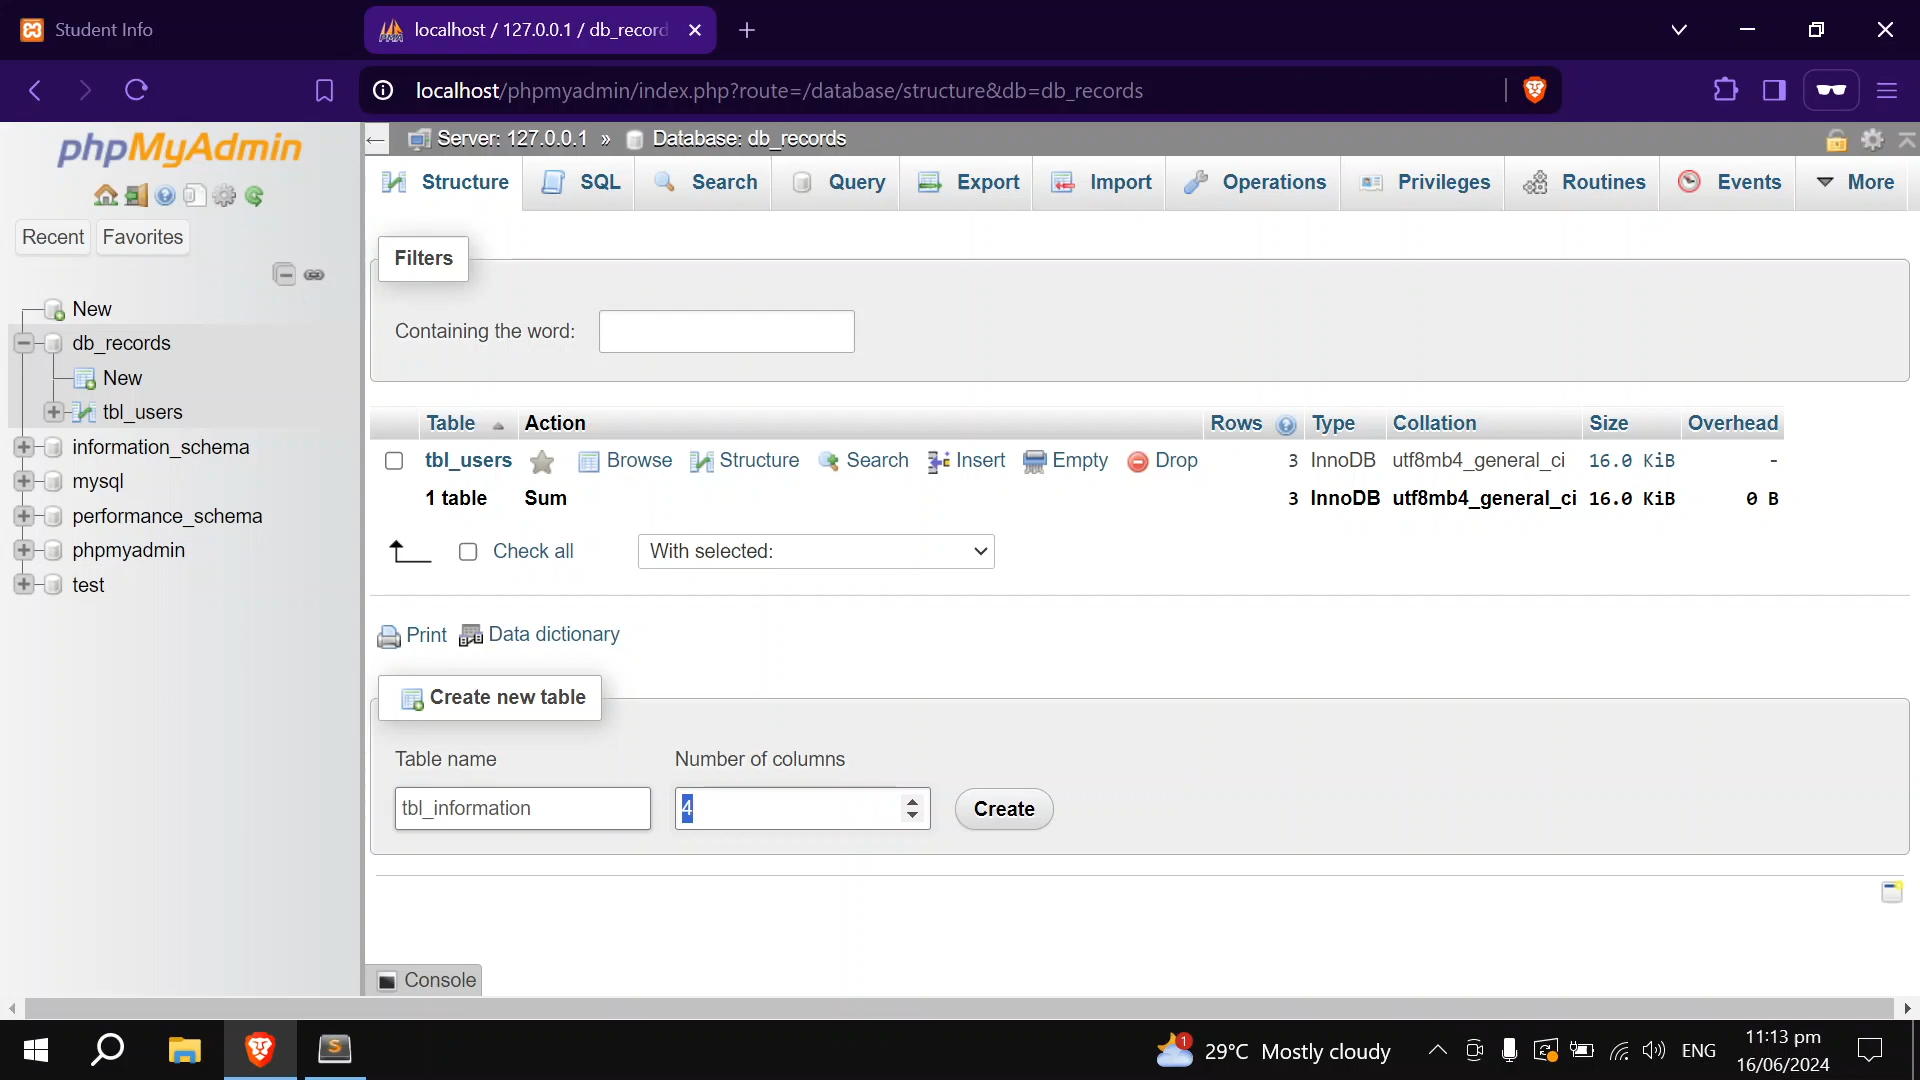 Student Info
localhost / 127.0.0.1 / db_record
localhost/phpmyadmin/index.php?route=/database/structure&db=db_records
phpMyAdmin
Server: 127.0.0.1 » Database: db_records
Structure SQL Search Query Export Import Operations Privileges Routines Events More
Recent Favorites
New
db_records
New
tbl_users
information_schema
mysql
performance_schema
phpmyadmin
test
Filters
Containing the word:
Table Action Rows Type Collation Size Overhead
tbl_users Browse Structure Search Insert Empty Drop 3 InnoDB utf8mb4_general_ci 16.0 KiB -
1 table Sum 3 InnoDB utf8mb4_general_ci 16.0 KiB 0 B
Check all With selected:
Print Data dictionary
Create new table
Table name Number of columns
tbl_information 4 Create
Console
1 29°C Mostly cloudy ENG 11:13 pm
16/06/2024